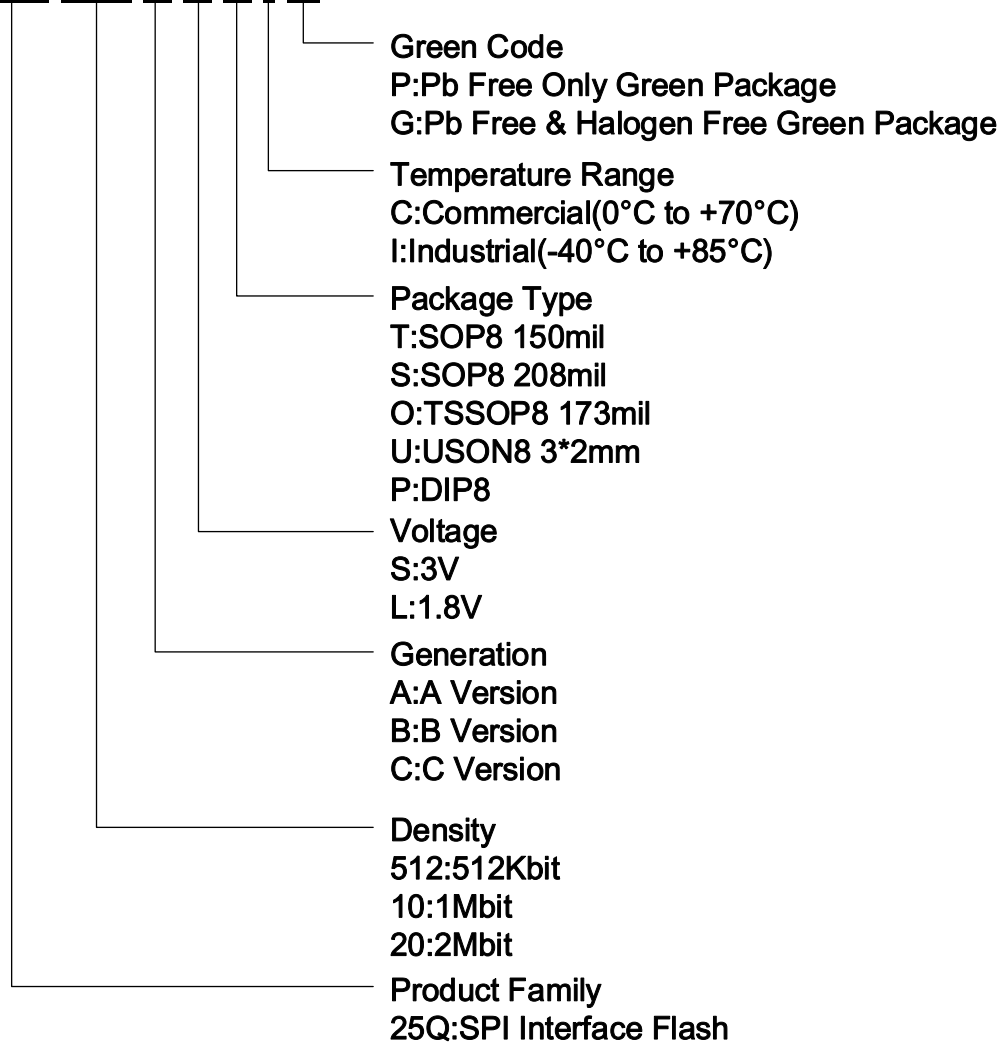 Green Code
P:Pb Free Only Green Package
G:Pb Free & Halogen Free Green Package
Temperature Range
C:Commercial(0°C to +70°C)
I:Industrial(-40°C to +85°C)
Package Type
T:SOP8 150mil
S:SOP8 208mil
O:TSSOP8 173mil
U:USON8 3*2mm
P:DIP8
Voltage
S:3V
L:1.8V
Generation
A:A Version
B:B Version
C:C Version
Density
512:512Kbit
10:1Mbit
20:2Mbit
Product Family
25Q:SPI Interface Flash